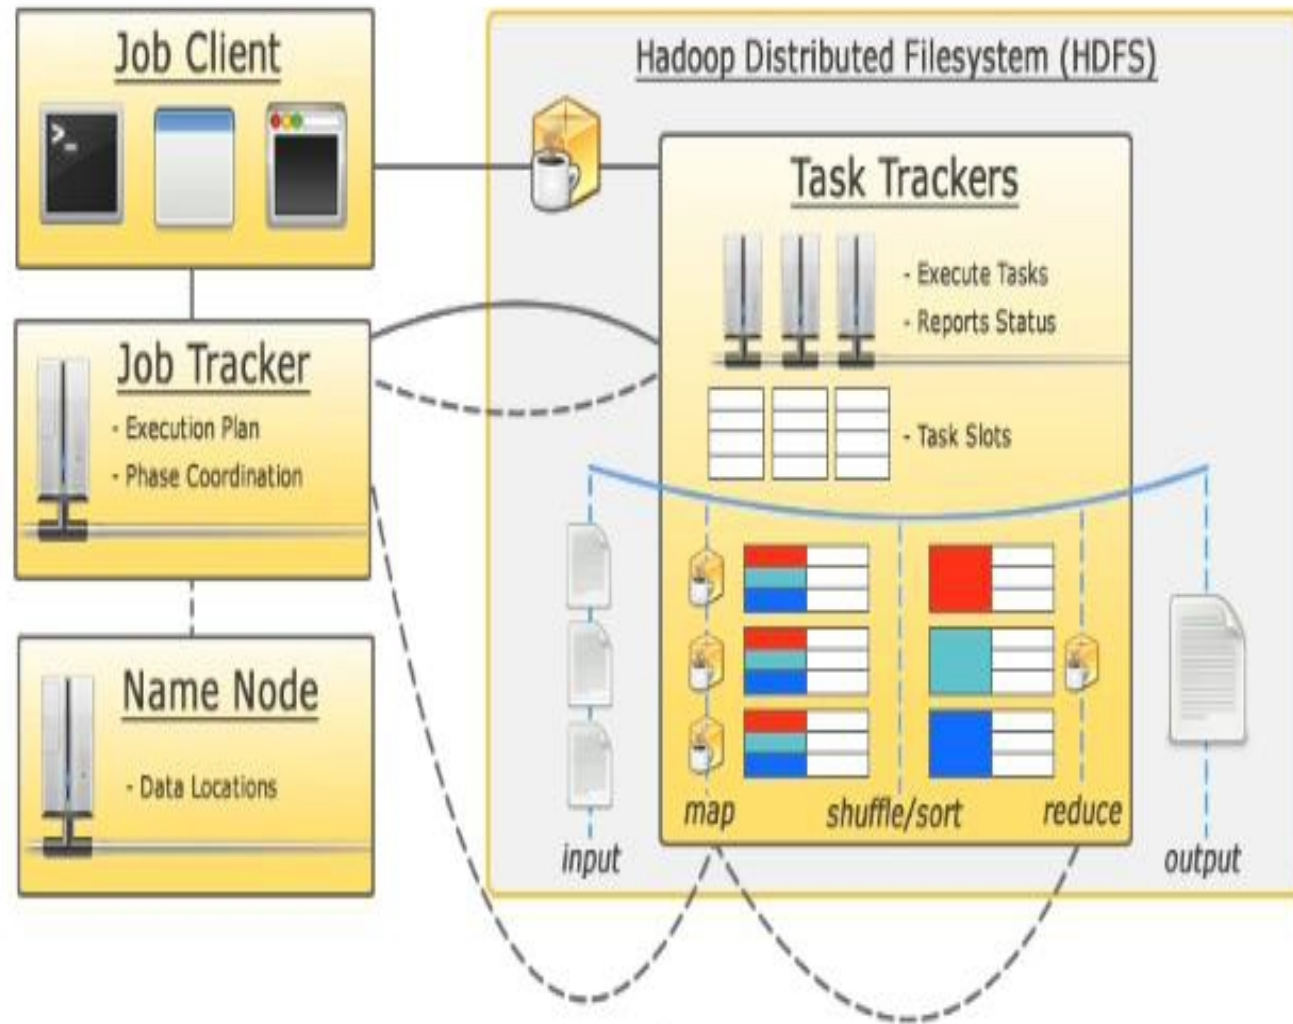 Job Client
>_
Hadoop Distributed Filesystem (HDFS)
Task Trackers
- Execute Tasks
- Reports Status
- Task Slots
Job Tracker
- Execution Plan
- Phase Coordination
Name Node
- Data Locations
input
map
shuffle/sort
reduce
output